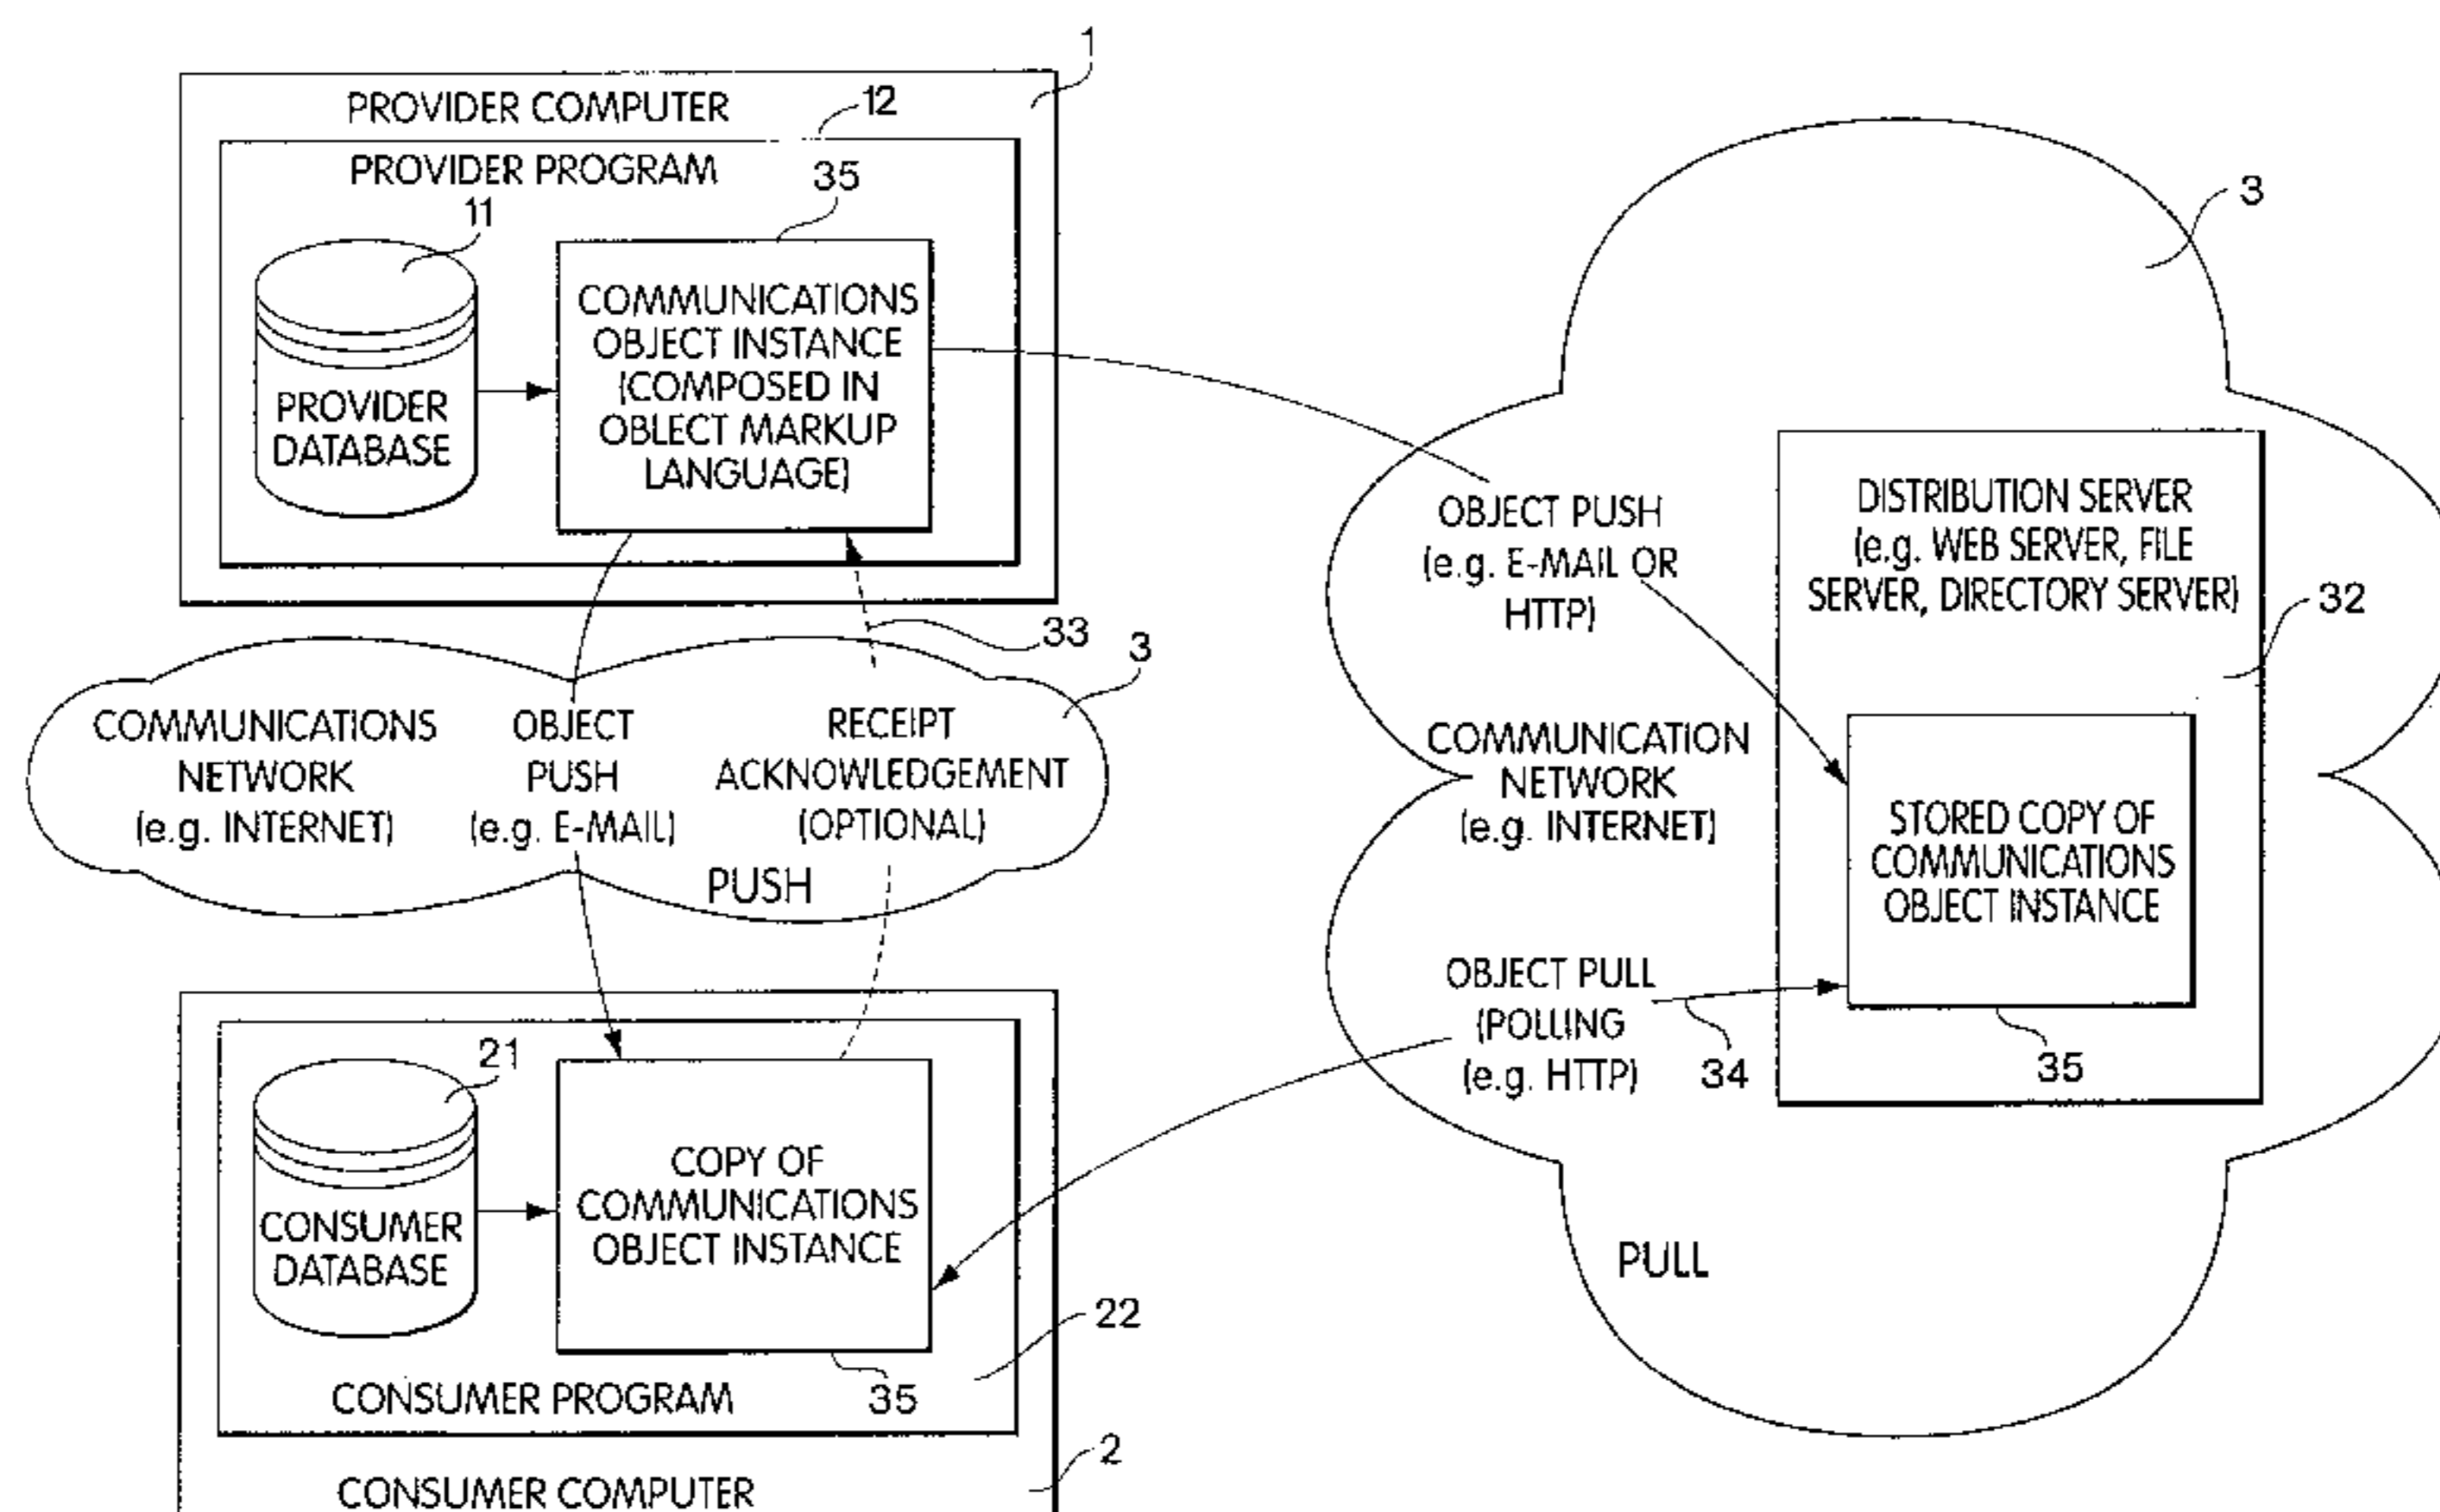 1
PROVIDER COMPUTER
12
PROVIDER PROGRAM
35
11
COMMUNICATIONS
OBJECT INSTANCE
(COMPOSED IN
OBLECT MARKUP
LANGUAGE)
PROVIDER
DATABASE
33
3
COMMUNICATIONS
NETWORK
(e.g. INTERNET)
OBJECT
PUSH
(e.g. E-MAIL)
RECEIPT
ACKNOWLEDGEMENT
(OPTIONAL)
PUSH
21
COPY OF
COMMUNICATIONS
OBJECT INSTANCE
CONSUMER
DATABASE
22
CONSUMER PROGRAM
35
2
CONSUMER COMPUTER
3
OBJECT PUSH
(e.g. E-MAIL OR
HTTP)
DISTRIBUTION SERVER
(e.g. WEB SERVER, FILE
SERVER, DIRECTORY SERVER)
32
COMMUNICATION
NETWORK
(e.g. INTERNET)
STORED COPY OF
COMMUNICATIONS
OBJECT INSTANCE
OBJECT PULL
(POLLING
(e.g. HTTP)
34
35
PULL